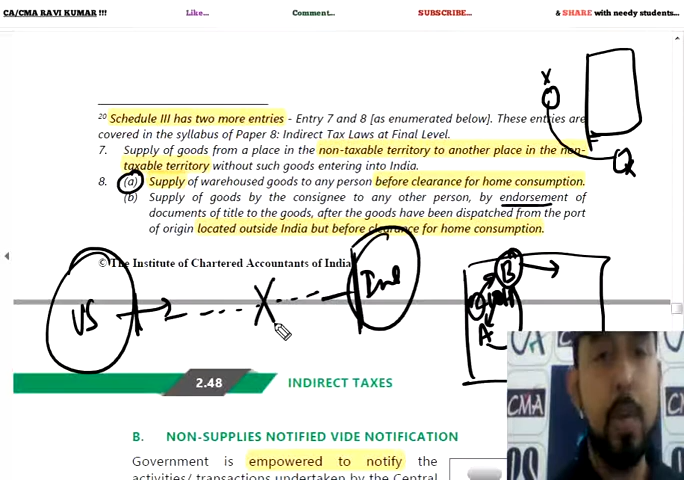 CA/CMA RAVI KUMAR !!! Like... Comment... SUBSCRIBE... & SHARE with needy students...
X
20 Schedule III has two more entries - Entry 7 and 8 [as enumerated below]. These entries are
covered in the syllabus of Paper 8: Indirect Tax Laws at Final Level.
7. Supply of goods from a place in the non-taxable territory to another place in the non-
taxable territory without such goods entering into India.
8. (a) Supply of warehoused goods to any person before clearance for home consumption.
(b) Supply of goods by the consignee to any other person, by endorsement of
documents of title to the goods, after the goods have been dispatched from the port
of origin located outside India but before clearance for home consumption.
© The Institute of Chartered Accountants of India
US
X
Ind
B
A
2.48 INDIRECT TAXES
CMA
CMA
B. NON-SUPPLIES NOTIFIED VIDE NOTIFICATION
Government is empowered to notify the
activities/ transactions undertaken by the Central